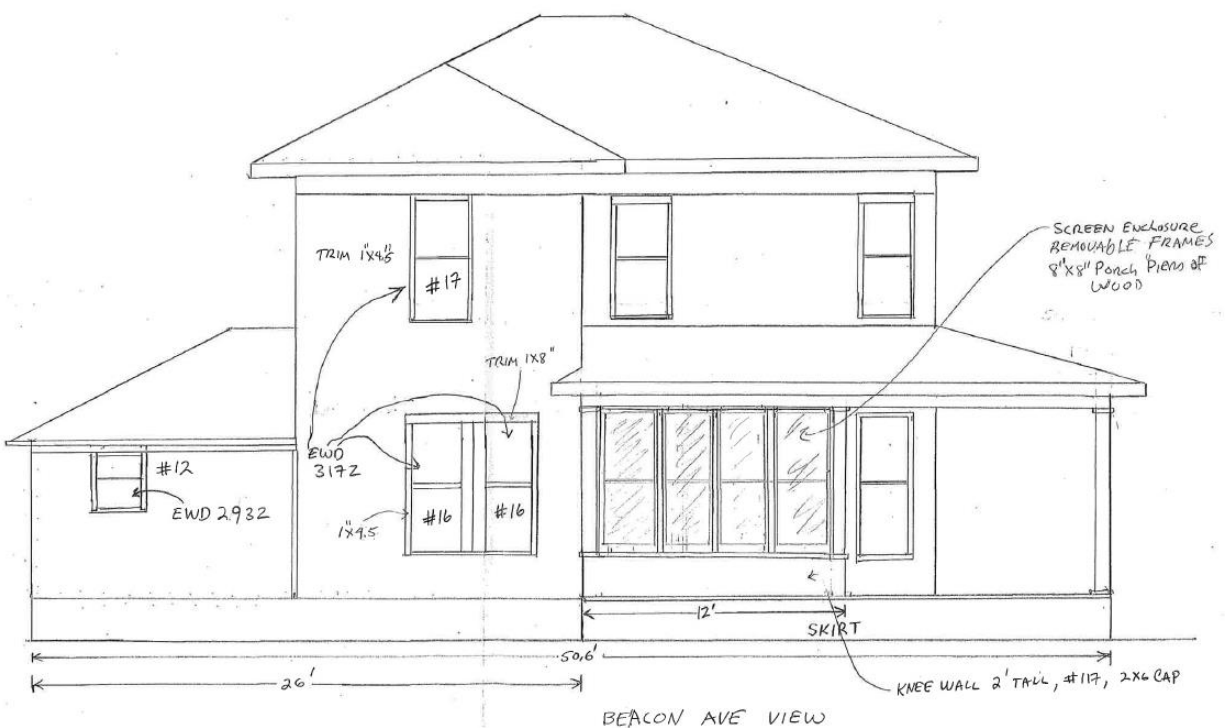 SCREEN ENCLOSURE
REMOVABLE FRAMES
8"X8" PORCH PIERS OF
WOOD
TRIM 1"X4.5"
#17
TRIM 1X8"
EWD
3172
#12
EWD 2932
1"X4.5
#16
#16
12'
SKIRT
50.6'
26'
KNEE WALL 2' TALL, #117, 2X6 CAP
BEACON AVE VIEW